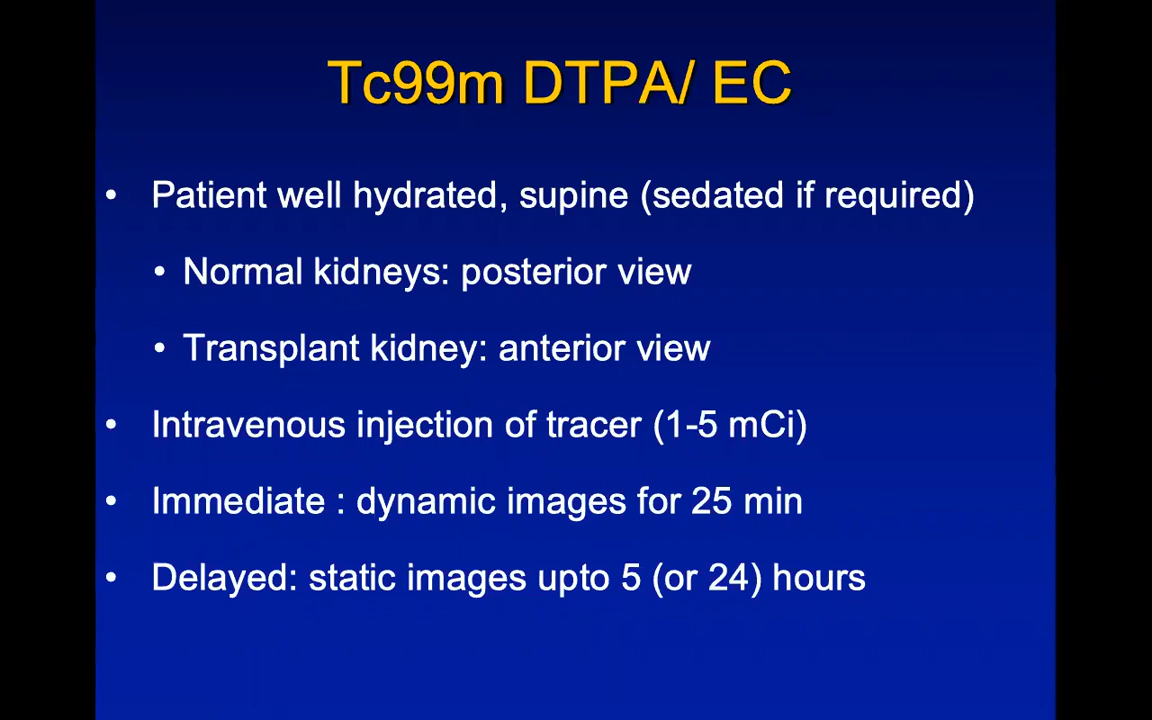 Tc99m DTPA/ EC
• Patient well hydrated, supine (sedated if required)
• Normal kidneys: posterior view
• Transplant kidney: anterior view
• Intravenous injection of tracer (1-5 mCi)
• Immediate : dynamic images for 25 min
• Delayed: static images upto 5 (or 24) hours